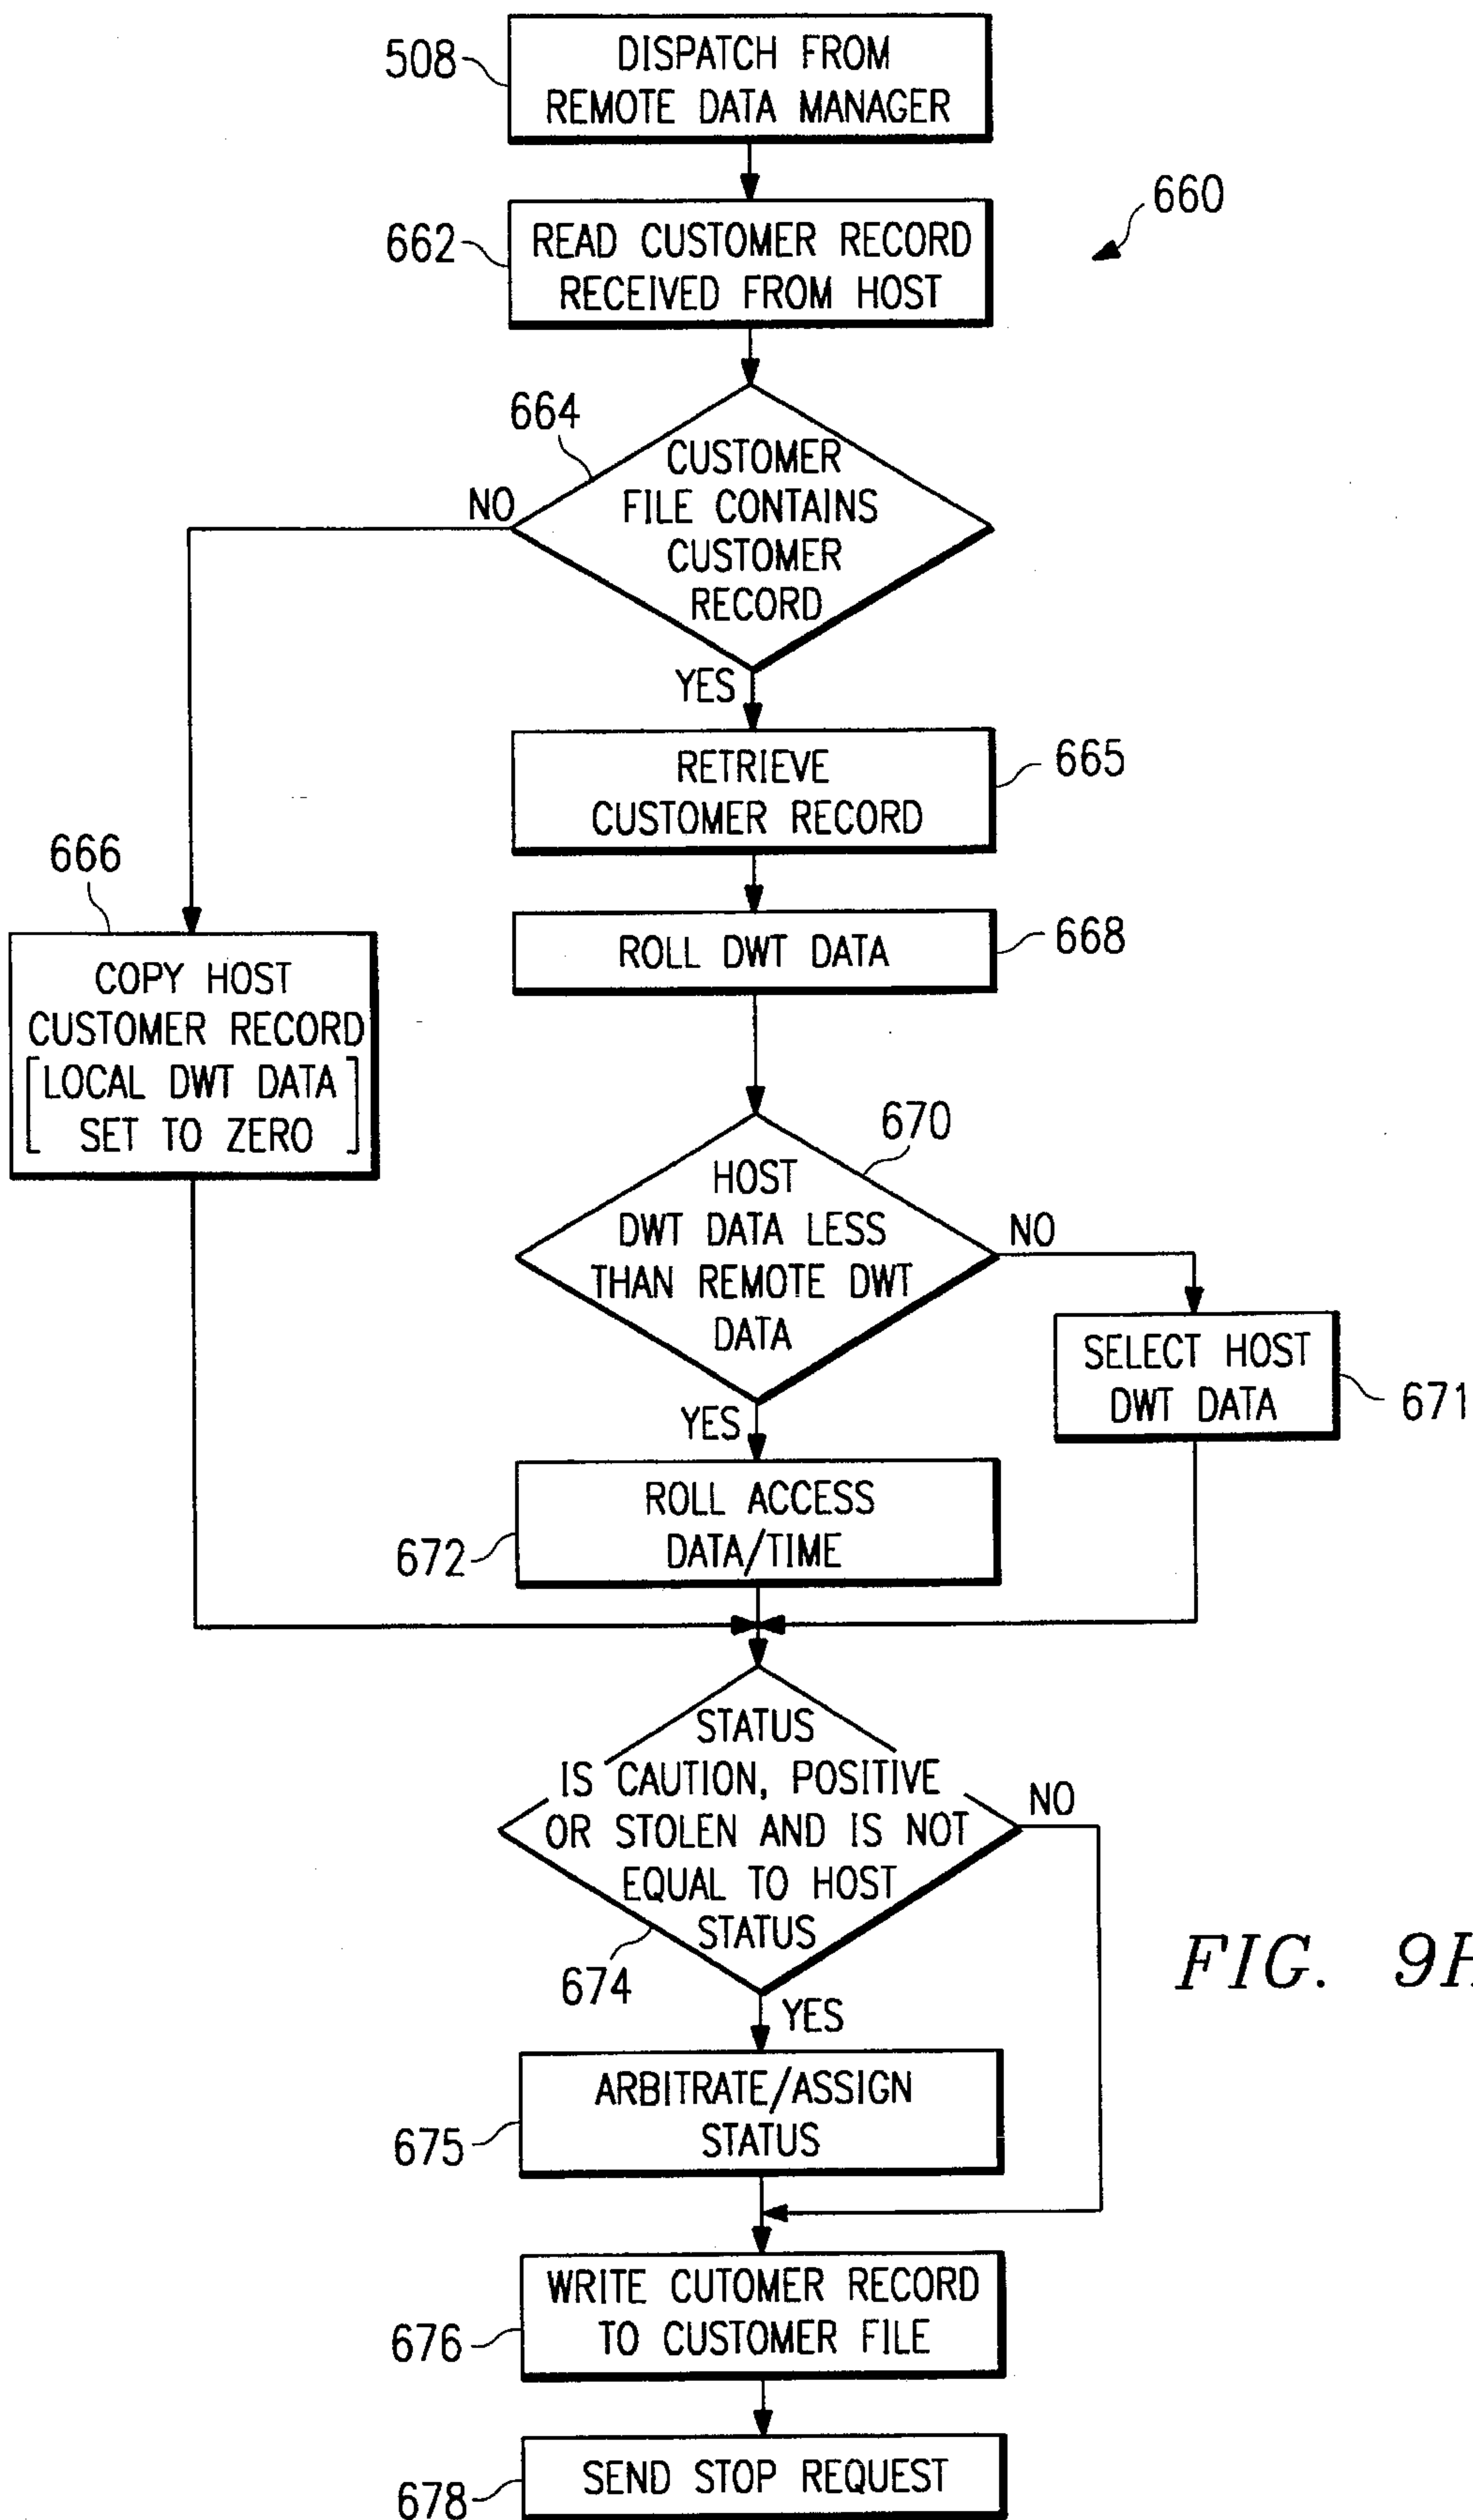 508
DISPATCH FROM
REMOTE DATA MANAGER
660
662
READ CUSTOMER RECORD
RECEIVED FROM HOST
664
CUSTOMER
FILE CONTAINS
CUSTOMER
RECORD
NO
YES
RETRIEVE
CUSTOMER RECORD
665
666
COPY HOST
CUSTOMER RECORD
[LOCAL DWT DATA
SET TO ZERO]
ROLL DWT DATA
668
670
HOST
DWT DATA LESS
THAN REMOTE DWT
DATA
NO
YES
SELECT HOST
DWT DATA
671
672
ROLL ACCESS
DATA/TIME
STATUS
IS CAUTION, POSITIVE
OR STOLEN AND IS NOT
EQUAL TO HOST
STATUS
NO
674
YES
FIG. 9H
675
ARBITRATE/ASSIGN
STATUS
676
WRITE CUTOMER RECORD
TO CUSTOMER FILE
678
SEND STOP REQUEST